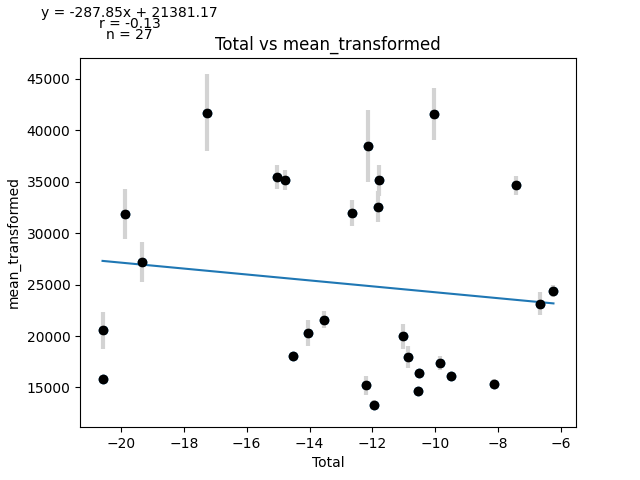 y = -287.85x + 21381.17
r = -0.13
n = 27
Total vs mean_transformed
45000
40000
35000
30000
25000
20000
15000
mean_transformed
−20
−18
−16
−14
−12
−10
−8
−6
Total